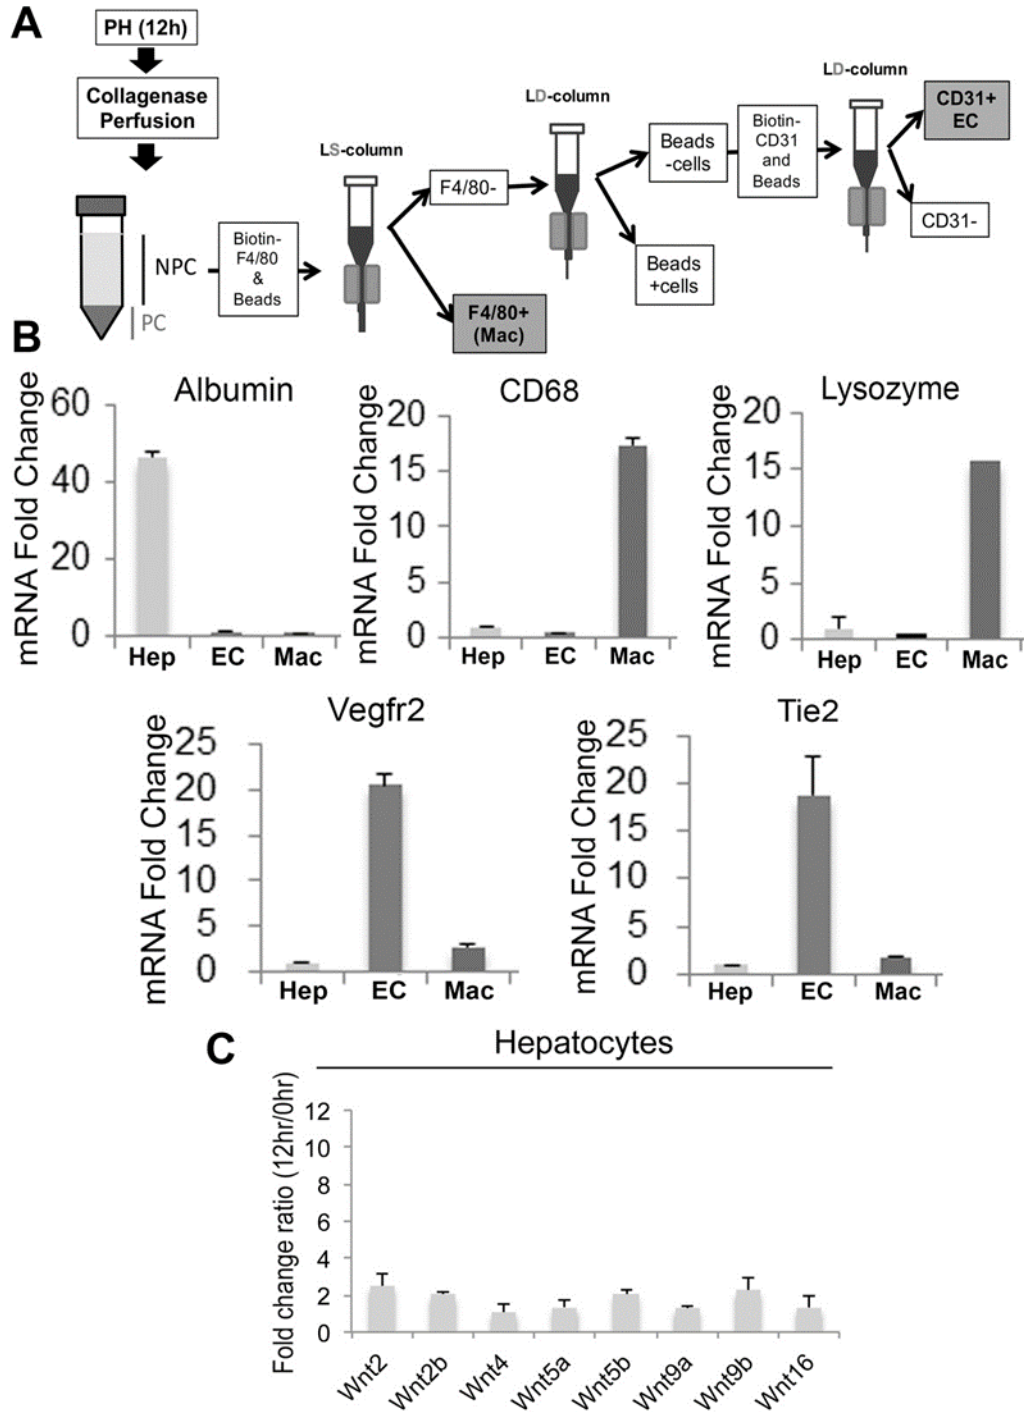 A
PH (12h)
Collagenase
Perfusion
NPC
PC
Biotin-
F4/80
&
Beads
LS-column
F4/80-
F4/80+
(Mac)
LD-column
Beads
-cells
Beads
+cells
Biotin-
CD31
and
Beads
LD-column
CD31+
EC
CD31-
B
Albumin
mRNA Fold Change
60
40
20
0
Hep EC Mac
CD68
mRNA Fold Change
20
15
10
5
0
Hep EC Mac
Lysozyme
mRNA Fold Change
20
15
10
5
0
Hep EC Mac
Vegfr2
mRNA Fold Change
25
20
15
10
5
0
Hep EC Mac
Tie2
mRNA Fold Change
25
20
15
10
5
0
Hep EC Mac
C
Hepatocytes
Fold change ratio (12hr/0hr)
12
10
8
6
4
2
0
Wnt2 Wnt2b Wnt4 Wnt5a Wnt5b Wnt9a Wnt9b Wnt16